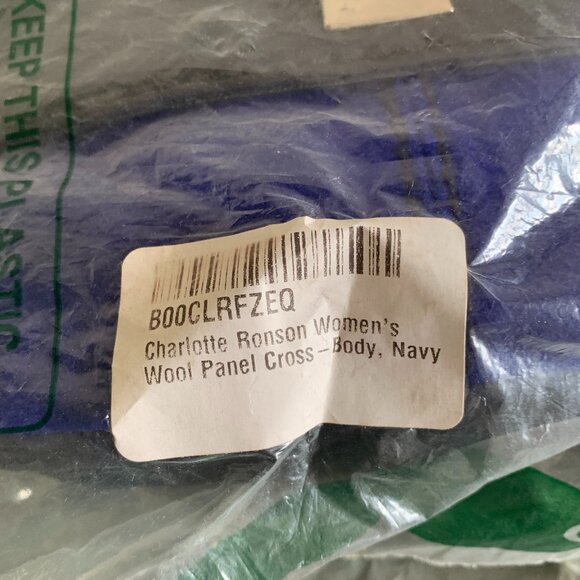 KEEP THIS PLASTIC
B00CLRFZEQ
Charlotte Ronson Women's
Wool Panel Cross-Body, Navy